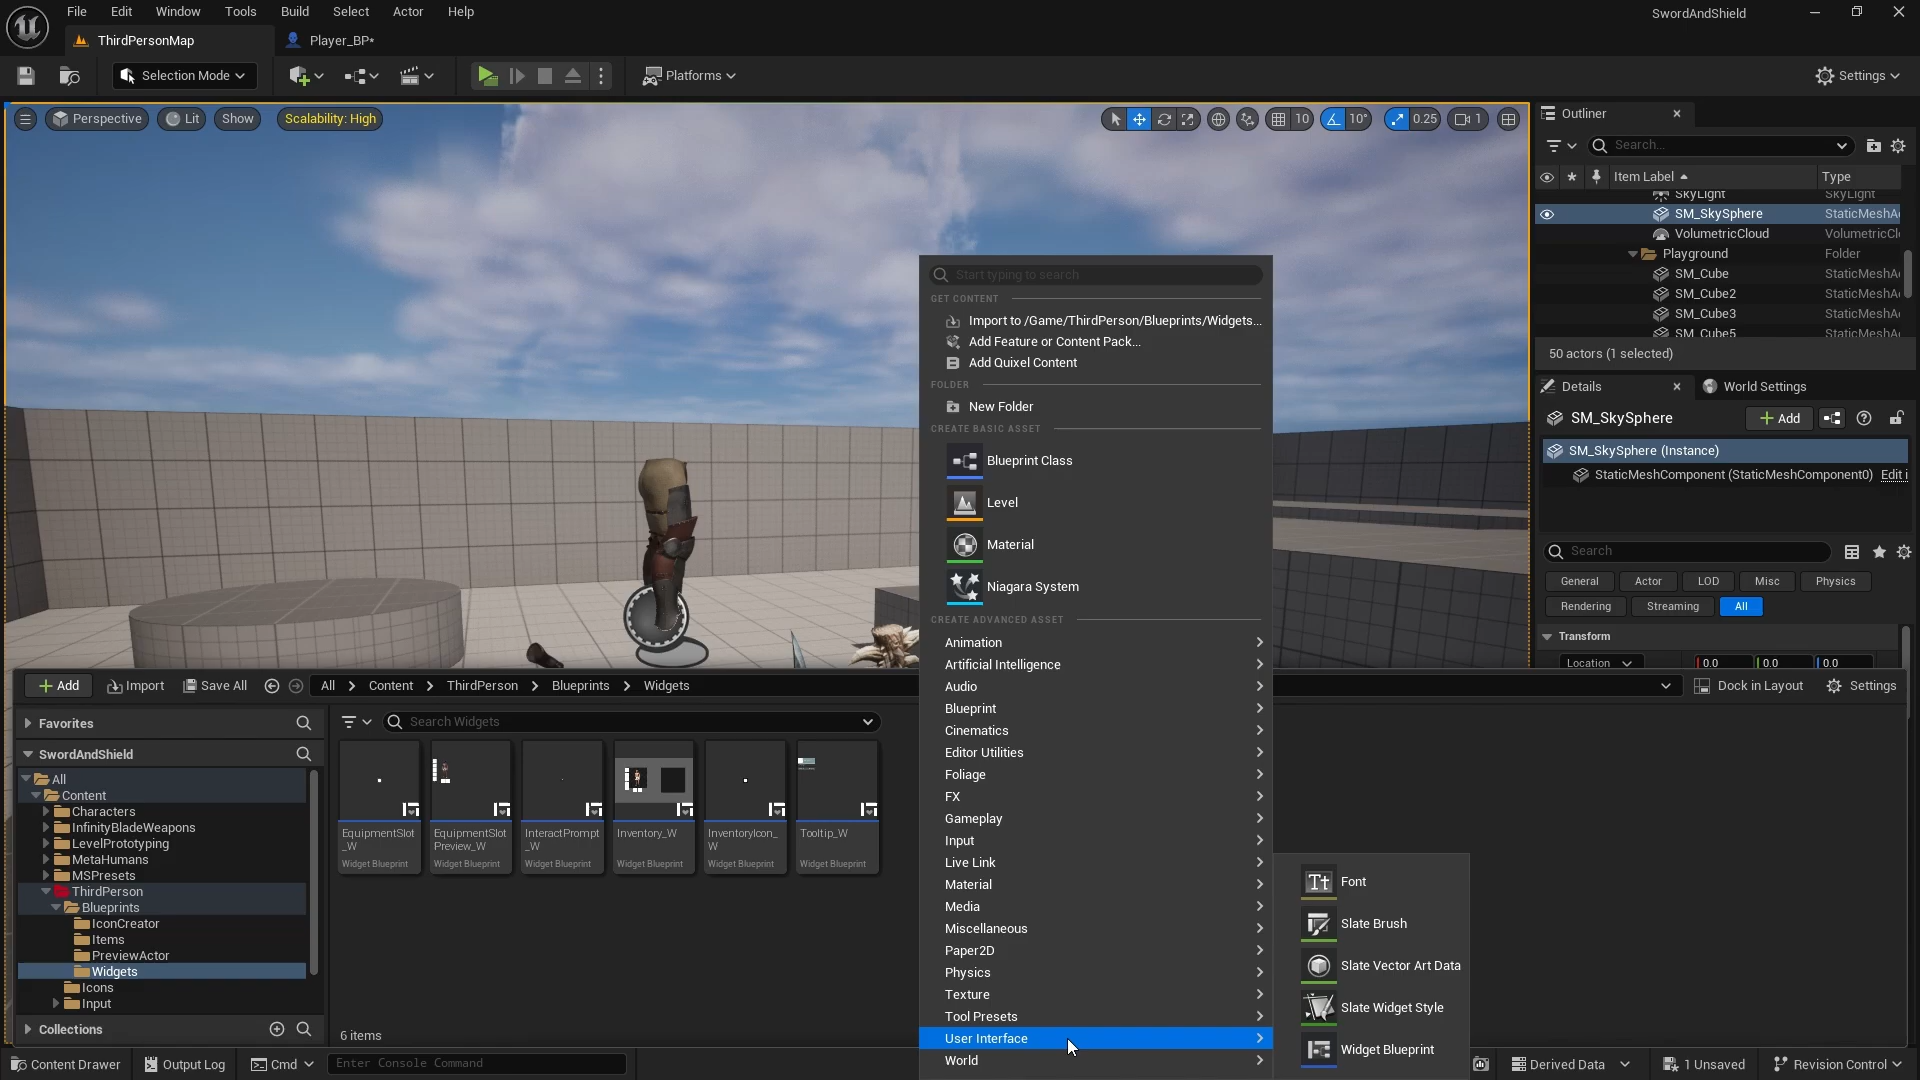 File Edit Window Tools Build Select Actor Help
SwordAndShield
ThirdPersonMap
Player_BP*
Selection Mode
Platforms
Settings
Perspective
Lit
Show
Scalability: High
10
10°
0.25
1
Outliner
Search...
Item Label
Type
SkyLight
SkyLight
SM_SkySphere
StaticMeshA
VolumetricCloud
VolumetricCl
Playground
Folder
SM_Cube
StaticMeshA
SM_Cube2
StaticMeshA
SM_Cube3
StaticMeshA
SM_Cube5
StaticMeshA
50 actors (1 selected)
Details
World Settings
SM_SkySphere
Add
SM_SkySphere (Instance)
StaticMeshComponent (StaticMeshComponent0)
Edit i
Search
General
Actor
LOD
Misc
Physics
Rendering
Streaming
All
Transform
Location
0.0
0.0
0.0
Start typing to search
GET CONTENT
Import to /Game/ThirdPerson/Blueprints/Widgets...
Add Feature or Content Pack...
Add Quixel Content
FOLDER
New Folder
CREATE BASIC ASSET
Blueprint Class
Level
Material
Niagara System
CREATE ADVANCED ASSET
Animation
Artificial Intelligence
Audio
Blueprint
Cinematics
Editor Utilities
Foliage
FX
Gameplay
Input
Live Link
Material
Media
Miscellaneous
Paper2D
Physics
Texture
Tool Presets
User Interface
World
Tt
Font
Slate Brush
Slate Vector Art Data
Slate Widget Style
Widget Blueprint
Add
Import
Save All
All
Content
ThirdPerson
Blueprints
Widgets
Dock in Layout
Settings
Favorites
SwordAndShield
All
Content
Characters
InfinityBladeWeapons
LevelPrototyping
MetaHumans
MSPresets
ThirdPerson
Blueprints
IconCreator
Items
PreviewActor
Widgets
Icons
Input
Collections
Search Widgets
EquipmentSlot
_W
Widget Blueprint
EquipmentSlot
Preview_W
Widget Blueprint
InteractPrompt
_W
Widget Blueprint
Inventory_W
Widget Blueprint
InventoryIcon_
W
Widget Blueprint
Tooltip_W
Widget Blueprint
6 items
Content Drawer
Output Log
Cmd
Enter Console Command
Derived Data
1 Unsaved
Revision Control